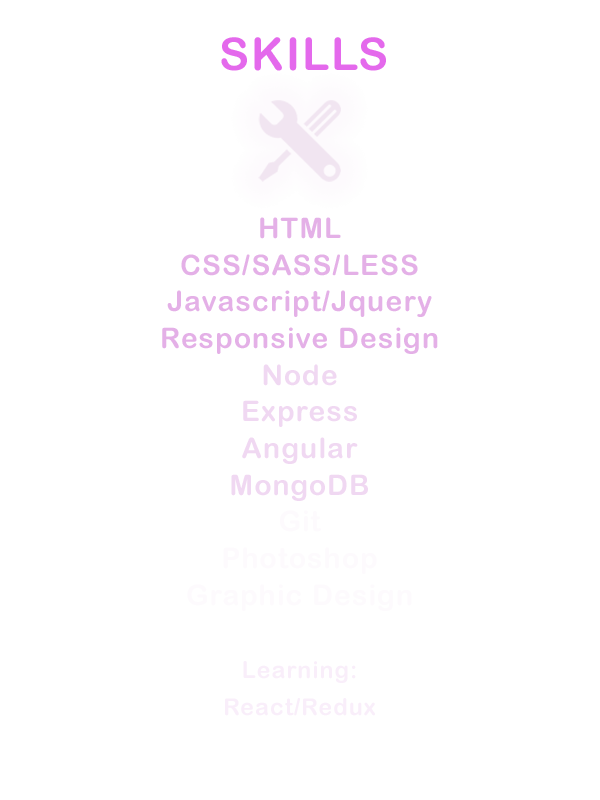 SKILLS
HTML
CSS/SASS/LESS
Javascript/Jquery
Responsive Design
Node
Express
Angular
MongoDB
Git
Photoshop
Graphic Design
Learning:
React/Redux